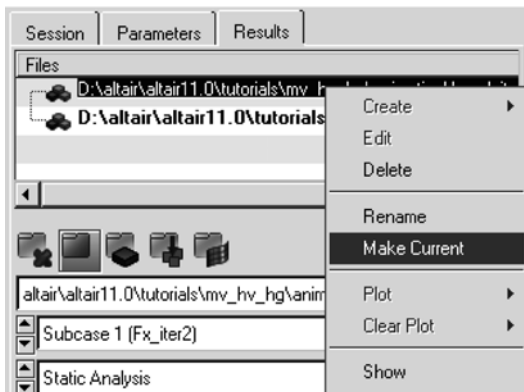 Session Parameters Results
Files
D:\altair\altair11.0\tutorials\mv_h
D:\altair\altair11.0\tutorials
Create
Edit
Delete
Rename
Make Current
Plot
Clear Plot
Show
altair\altair11.0\tutorials\mv_hv_hg\anim
Subcase 1 (Fx_iter2)
Static Analysis